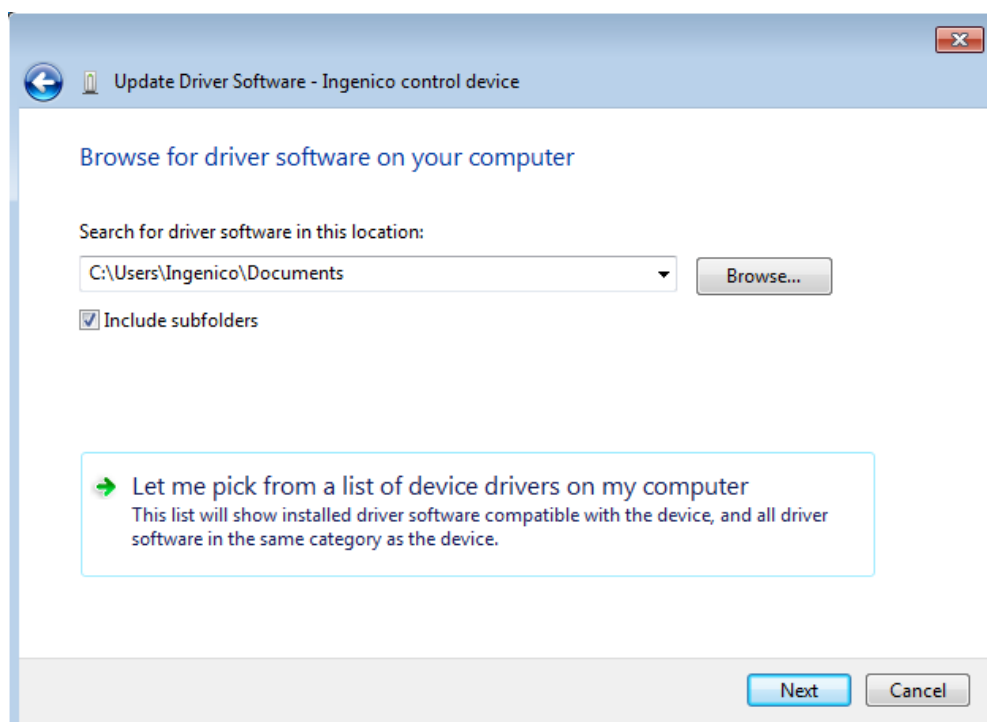 Update Driver Software - Ingenico control device
Browse for driver software on your computer
Search for driver software in this location:
C:\Users\Ingenico\Documents
Browse...
Include subfolders
Let me pick from a list of device drivers on my computer
This list will show installed driver software compatible with the device, and all driver
software in the same category as the device.
Next
Cancel